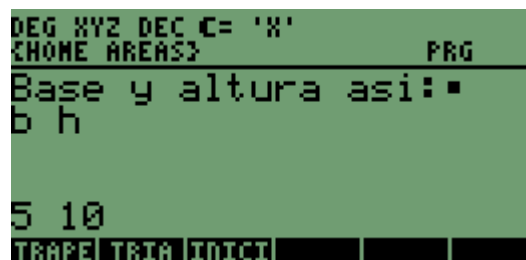 DEG XYZ DEC C= 'X'
{HOME AREAS} PRG
Base y altura asi:
b h
5 10
TRAPE TRIA INICI